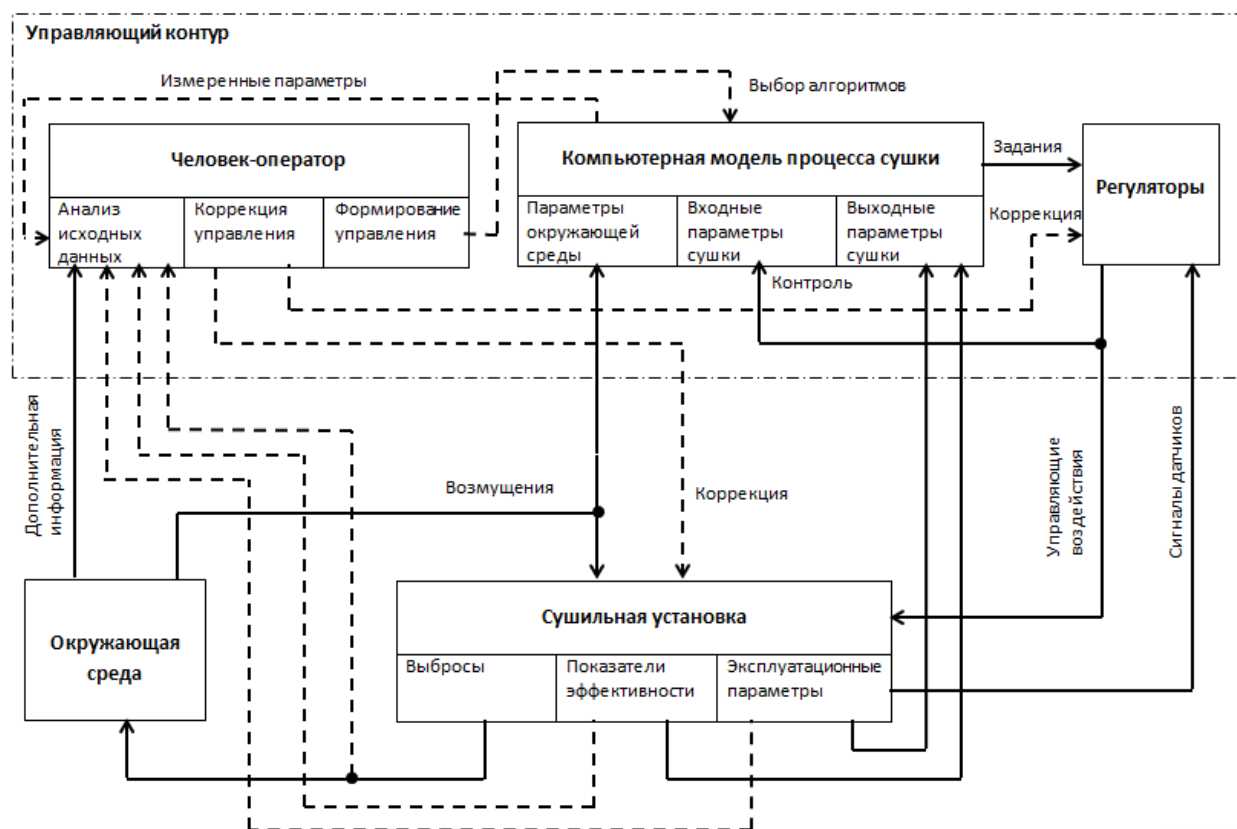 Управляющий контур
Измеренные параметры
Выбор алгоритмов
Человек-оператор
Анализ
исходных
данных
Коррекция
управления
Формирование
управления
Компьютерная модель процесса сушки
Параметры
окружающей
среды
Входные
параметры
сушки
Выходные
параметры
сушки
Задания
Коррекция
Регуляторы
Контроль
Дополнительная
информация
Возмущения
Коррекция
Управляющие
воздействия
Сигналы датчиков
Окружающая
среда
Сушильная установка
Выбросы
Показатели
эффективности
Эксплуатационные
параметры